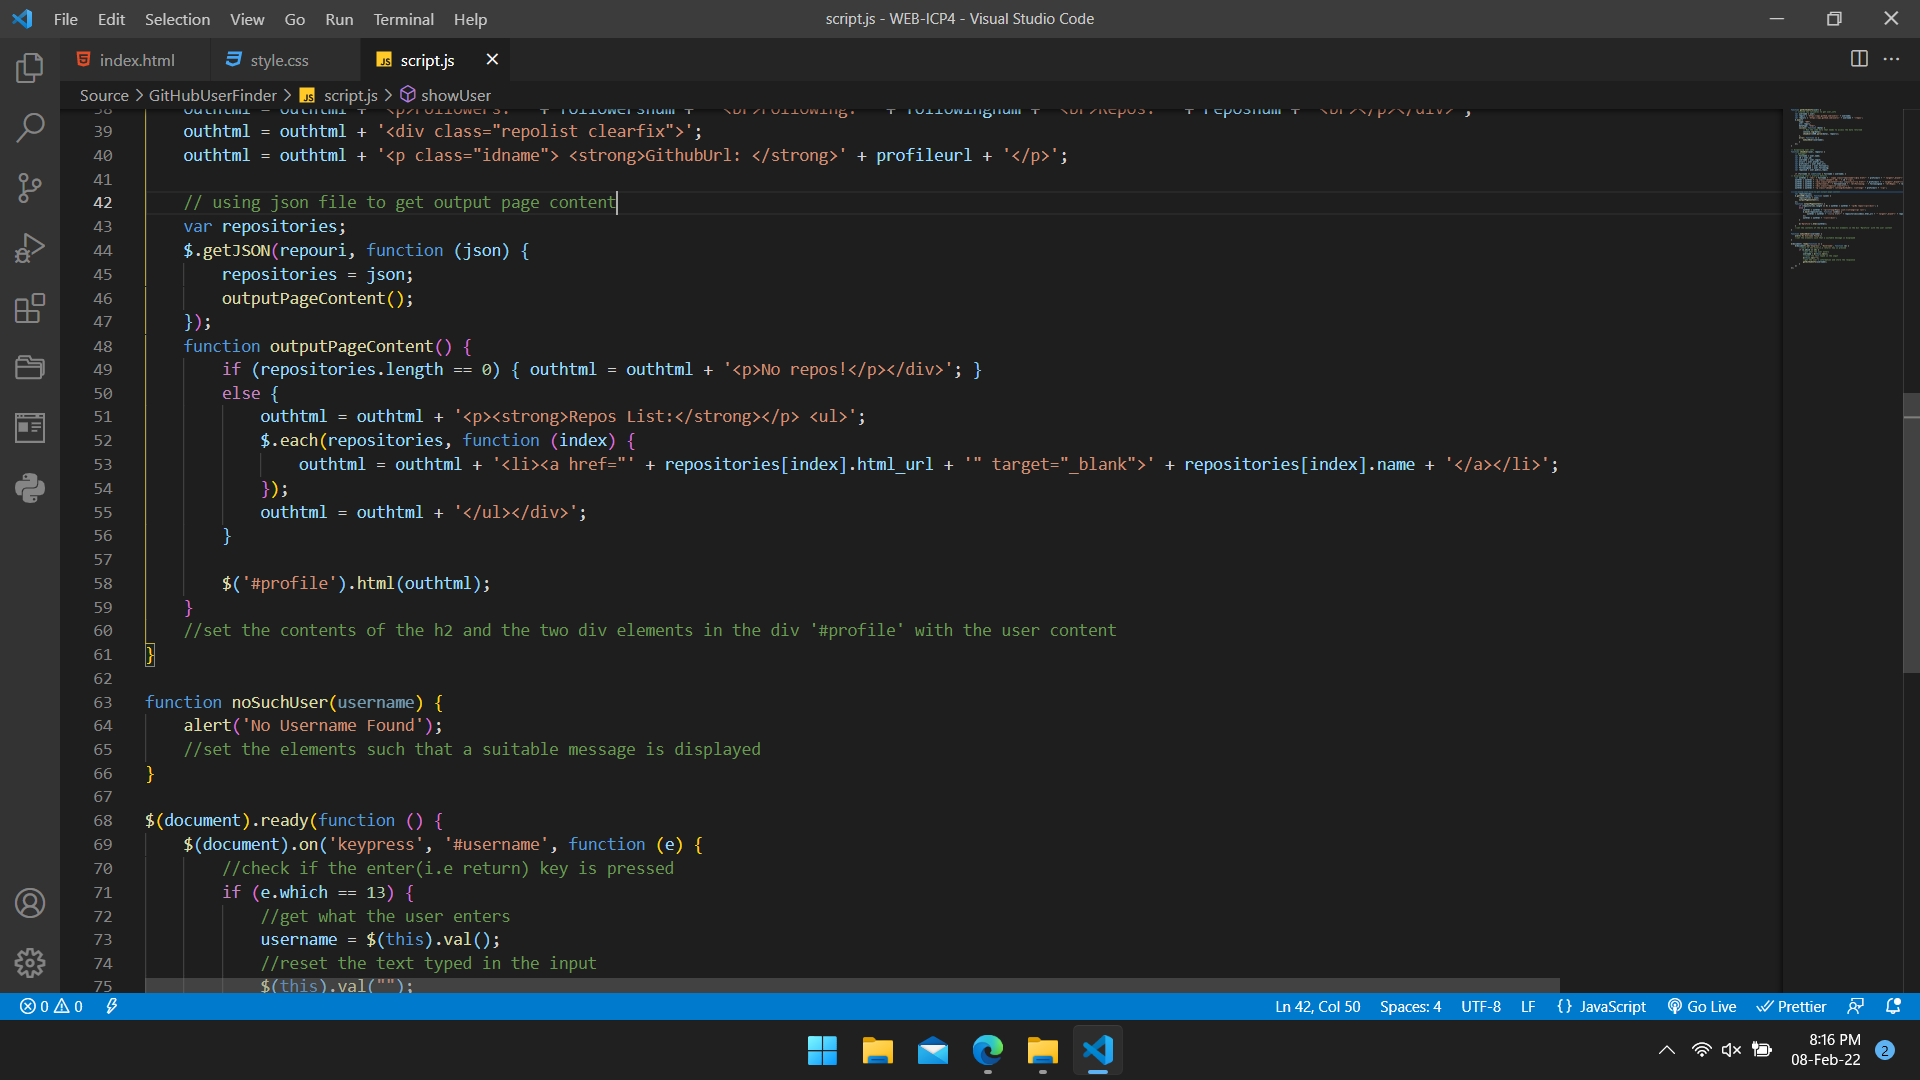 File Edit Selection View Go Run Terminal Help
script.js - WEB-ICP4 - Visual Studio Code
index.html
style.css
JS script.js
Source > GitHubUserFinder > JS script.js > showUser
39 outhtml = outhtml + '<div class="repolist clearfix">';
40 outhtml = outhtml + '<p class="idname"> <strong>GithubUrl: </strong>' + profileurl + '</p>';
41
42 // using json file to get output page content
43 var repositories;
44 $.getJSON(repouri, function (json) {
45 repositories = json;
46 outputPageContent();
47 });
48 function outputPageContent() {
49 if (repositories.length == 0) { outhtml = outhtml + '<p>No repos!</p></div>'; }
50 else {
51 outhtml = outhtml + '<p><strong>Repos List:</strong></p> <ul>';
52 $.each(repositories, function (index) {
53 outhtml = outhtml + '<li><a href="' + repositories[index].html_url + '" target="_blank">' + repositories[index].name + '</a></li>';
54 });
55 outhtml = outhtml + '</ul></div>';
56 }
57
58 $('#profile').html(outhtml);
59 }
60 //set the contents of the h2 and the two div elements in the div '#profile' with the user content
61 }
62
63 function noSuchUser(username) {
64 alert('No Username Found');
65 //set the elements such that a suitable message is displayed
66 }
67
68 $(document).ready(function () {
69 $(document).on('keypress', '#username', function (e) {
70 //check if the enter(i.e return) key is pressed
71 if (e.which == 13) {
72 //get what the user enters
73 username = $(this).val();
74 //reset the text typed in the input
75 $(this).val("");
0 0
Ln 42, Col 50 Spaces: 4 UTF-8 LF {} JavaScript Go Live Prettier
8:16 PM
08-Feb-22
2